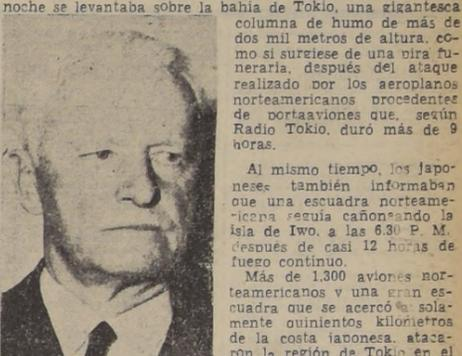 noche se levantaba sobre la bahia de Tokio, una gigantesca
columna de humo de más de
dos mil metros de altura, co-
mo si surgiese de una pira fu-
neraria, después del ataque
realizado por los aeroplanos
norteamericanos procedentes
de portaaviones que, según
Radio Tokio, duró más de 9
horas.
Al mismo tiempo, los japo-
neses también informaban
que una escuadra norteame-
ricana seguía cañoneando la
isla de Iwo, a las 6.30 P. M.
después de casi 12 horas de
fuego continuo.
Más de 1,300 aviones nor-
teamericanos y una gran es-
cuadra que se acercó a sola-
mente quinientos kilómetros
de la costa japonesa, ataca-
ron la región de Tokio en el